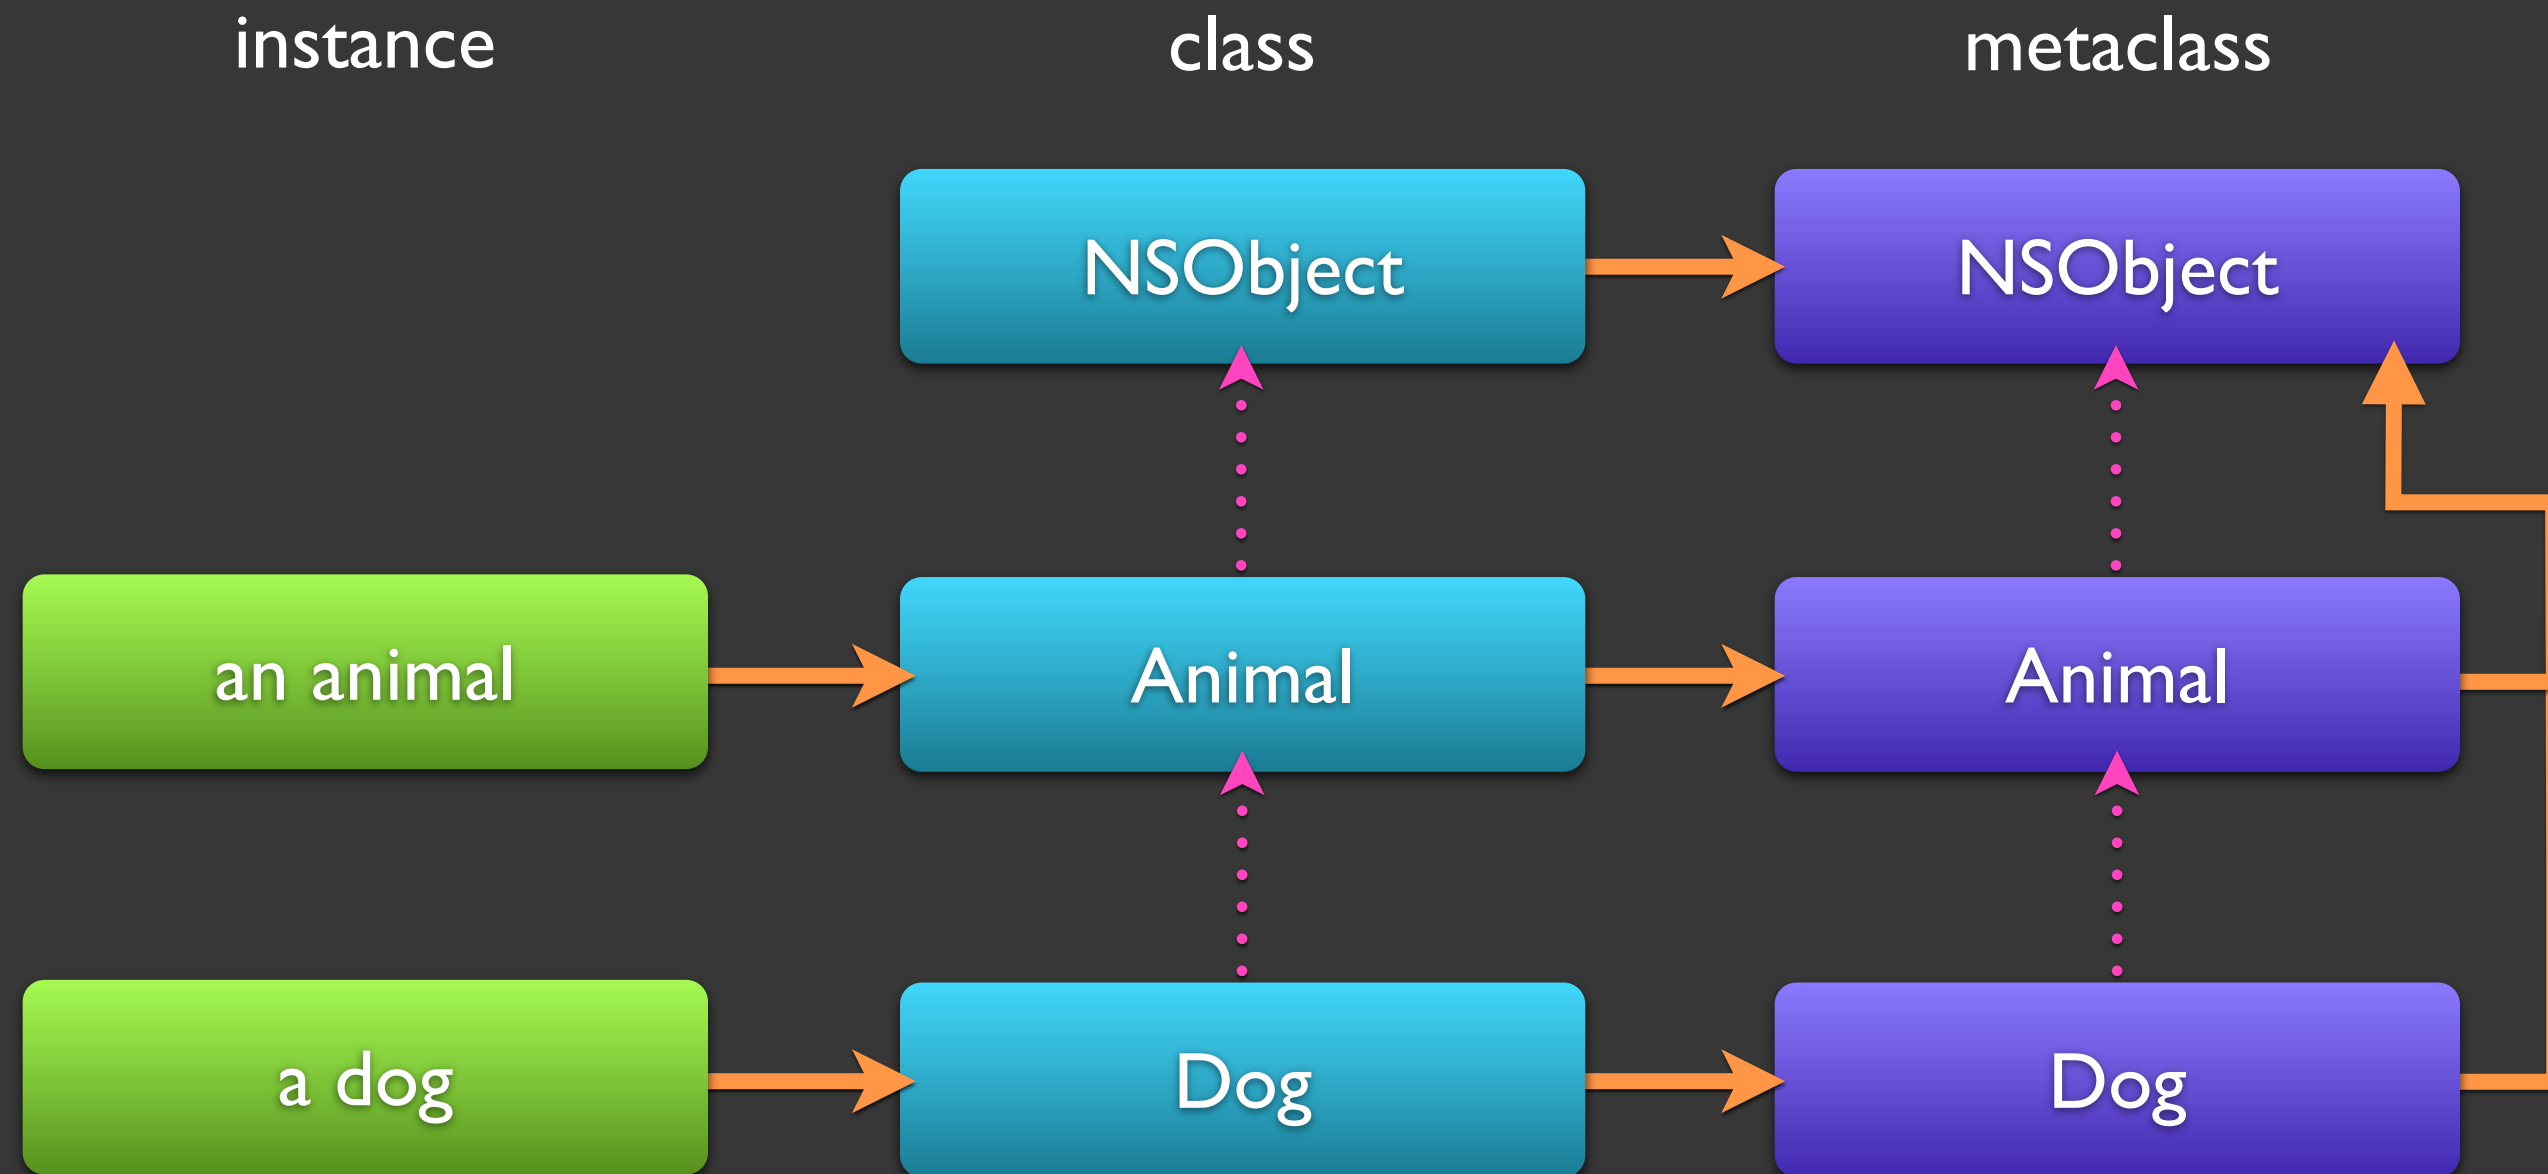 instance
class
metaclass
NSObject
NSObject
an animal
Animal
Animal
a dog
Dog
Dog